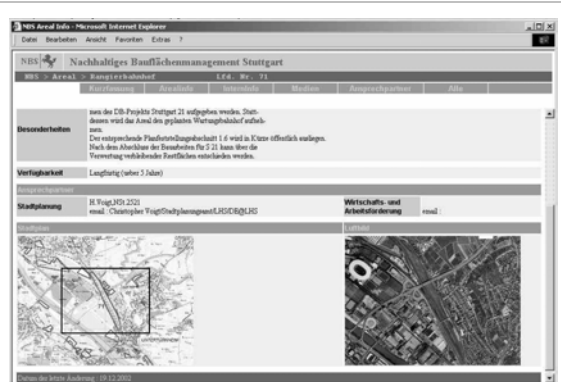 NBS Areal Info - Microsoft Internet Explorer
Datei Bearbeiten Ansicht Favoriten Extras ?
NBS Nachhaltiges Bauflächenmanagement Stuttgart
NBS > Areal > Rangierbahnhof Lfd. Nr. 71
Kurzfassung Arealinfo Interninfo Medien Ansprechpartner Alle
men des DB-Projekts Stuttgart 21 aufgegeben werden. Statt-
dessen wird das Areal den geplanten Wartungsbahnhof aufneh-
Besonderheiten
men.
Der entsprechende Planfeststellungsabschnitt 1.6 wird in Kürze öffentlich ausliegen.
Nach dem Abschluss der Bauarbeiten für S 21 kann über die
Verwertung verbleibender Restflächen entschieden werden.
Verfügbarkeit Langfristig (ueber 5 Jahre)
Ansprechpartner
Stadtplanung H.Voigt,NSt.2521
email : Christopher Voigt/Stadtplanungsamt/LHS/DE@LHS
Wirtschafts- und
Arbeitsförderung email :
Stadtplan Luftbild
Datum der letzte Änderung : 19.12.2002